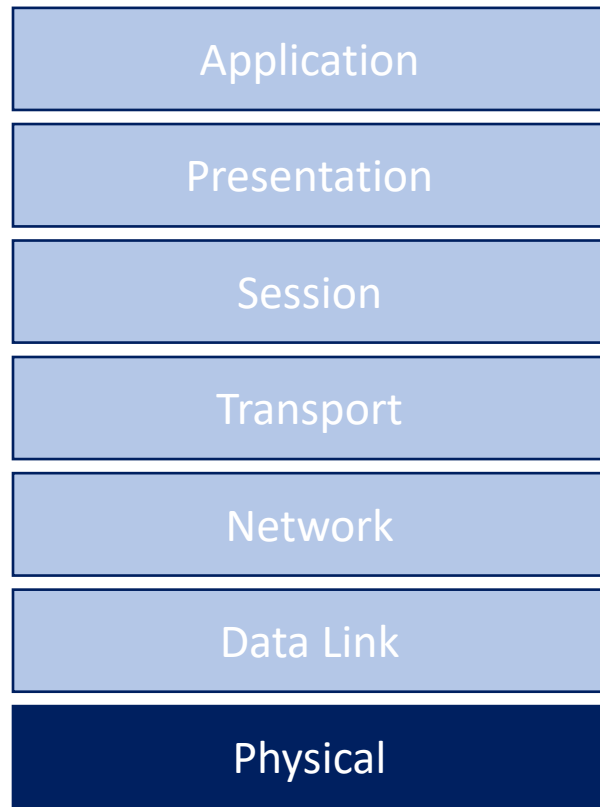 Application
Presentation
Session
Transport
Network
Data Link
Physical